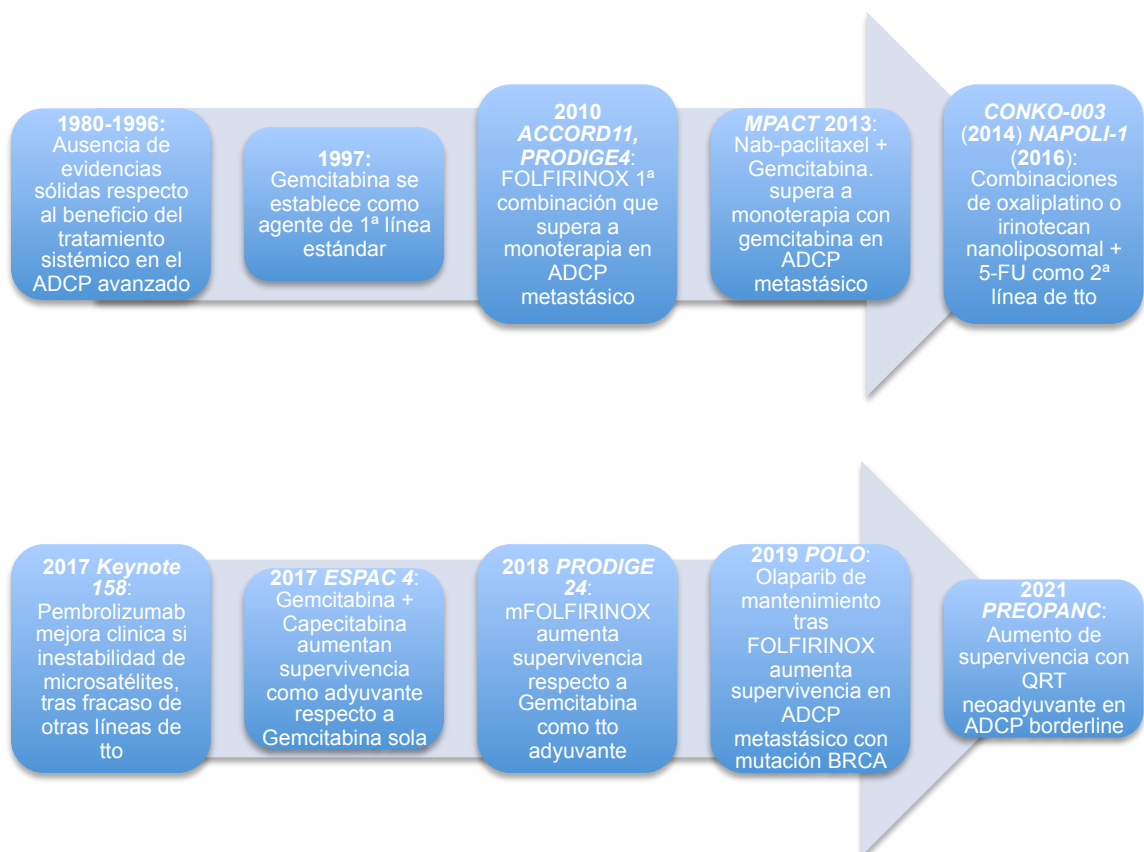 1980-1996:
Ausencia de
evidencias
sólidas respecto
al beneficio del
tratamiento
sistémico en el
ADCP avanzado
1997:
Gemcitabina se
establece como
agente de 1ª línea
estándar
2010
ACCORD11,
PRODIGE4:
FOLFIRINOX 1ª
combinación que
supera a
monoterapia en
ADCP
metastásico
MPACT 2013:
Nab-paclitaxel +
Gemcitabina.
supera a
monoterapia con
gemcitabina en
ADCP
metastásico
CONKO-003
(2014) NAPOLI-1
(2016):
Combinaciones
de oxaliplatino o
irinotecan
nanoliposomal +
5-FU como 2ª
línea de tto
2017 Keynote
158:
Pembrolizumab
mejora clinica si
inestabilidad de
microsatélites,
tras fracaso de
otras líneas de
tto
2017 ESPAC 4:
Gemcitabina +
Capecitabina
aumentan
supervivencia
como adyuvante
respecto a
Gemcitabina sola
2018 PRODIGE
24:
mFOLFIRINOX
aumenta
supervivencia
respecto a
Gemcitabina
como tto
adyuvante
2019 POLO:
Olaparib de
mantenimiento
tras
FOLFIRINOX
aumenta
supervivencia en
ADCP
metastásico con
mutación BRCA
2021
PREOPANC:
Aumento de
supervivencia con
QRT
neoadyuvante en
ADCP borderline